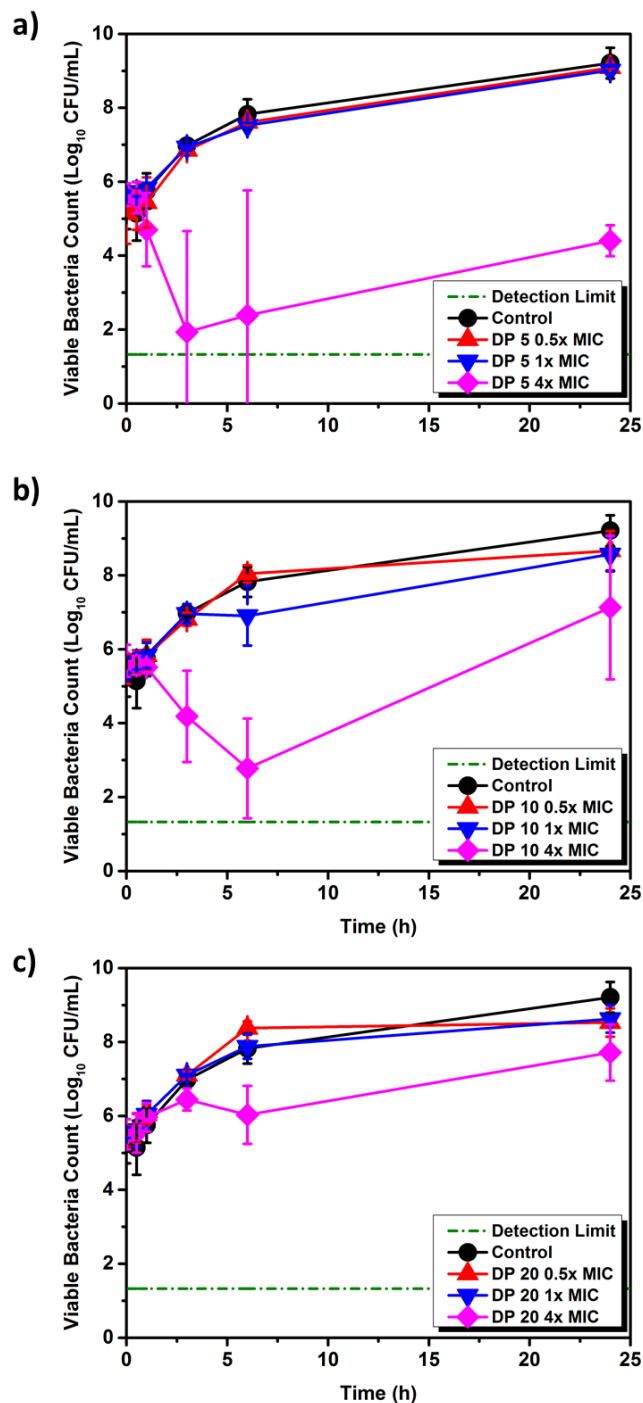 a)
Viable Bacteria Count (Log10 CFU/mL)
10
8
6
4
2
0
Detection Limit
Control
DP 5 0.5x MIC
DP 5 1x MIC
DP 5 4x MIC
0 5 10 15 20 25
b)
Viable Bacteria Count (Log10 CFU/mL)
10
8
6
4
2
0
Detection Limit
Control
DP 10 0.5x MIC
DP 10 1x MIC
DP 10 4x MIC
0 5 10 15 20 25
Time (h)
c)
Viable Bacteria Count (Log10 CFU/mL)
10
8
6
4
2
0
Detection Limit
Control
DP 20 0.5x MIC
DP 20 1x MIC
DP 20 4x MIC
0 5 10 15 20 25
Time (h)